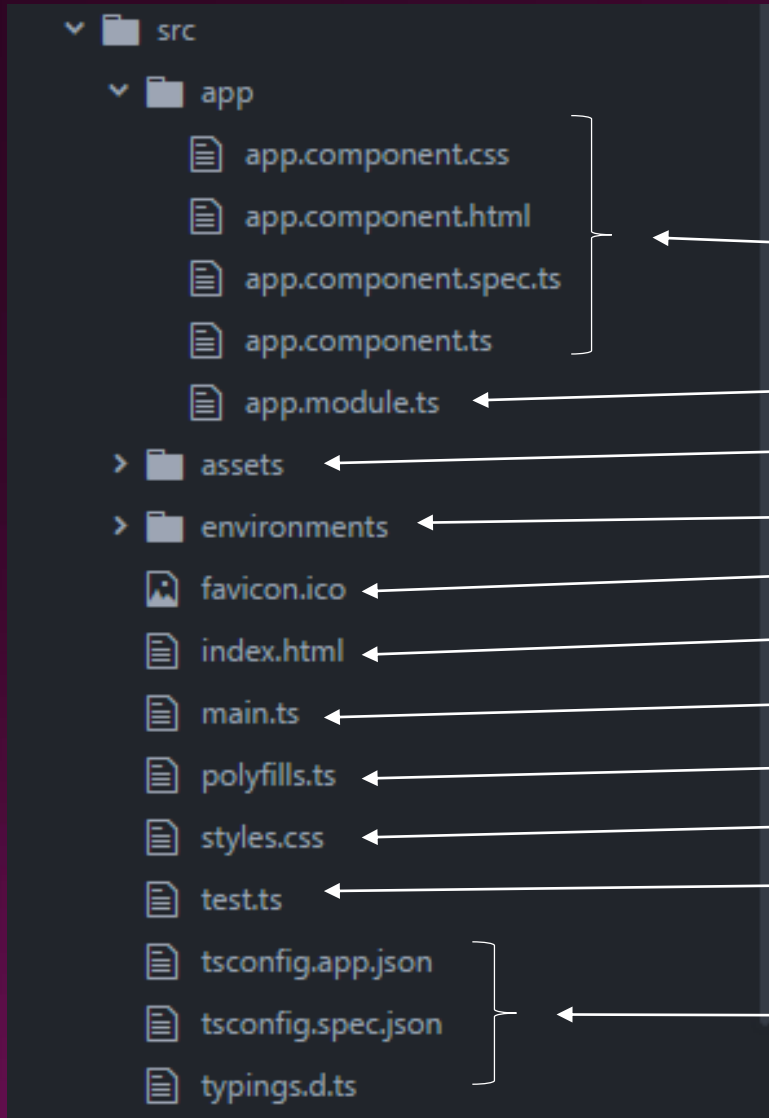 src
app
app.component.css
app.component.html
app.component.spec.ts
app.component.ts
app.module.ts
assets
environments
favicon.ico
index.html
main.ts
polyfills.ts
styles.css
test.ts
tsconfig.app.json
tsconfig.spec.json
typings.d.ts